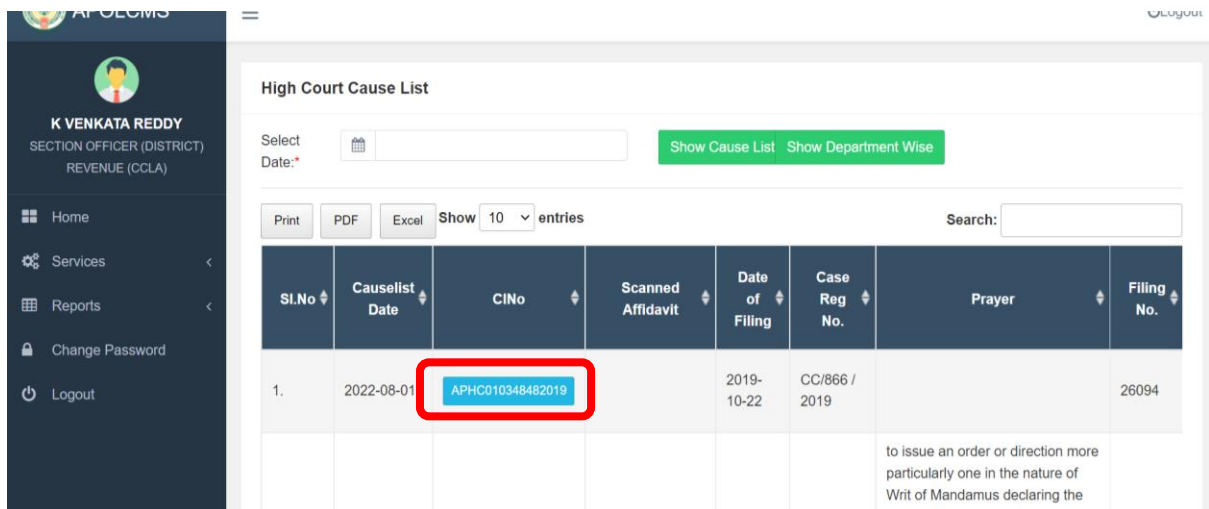 APOLCMS
Logout
K VENKATA REDDY
SECTION OFFICER (DISTRICT)
REVENUE (CCLA)
Home
Services
Reports
Change Password
Logout
High Court Cause List
Select
Date:*
Show Cause List Show Department Wise
Print PDF Excel Show 10 entries
Search:
SI.No
Causelist
Date
CINo
Scanned
Affidavit
Date
of
Filing
Case
Reg
No.
Prayer
Filing
No.
1.
2022-08-01
APHC010348482019
2019-
10-22
CC/866 /
2019
26094
to issue an order or direction more
particularly one in the nature of
Writ of Mandamus declaring the